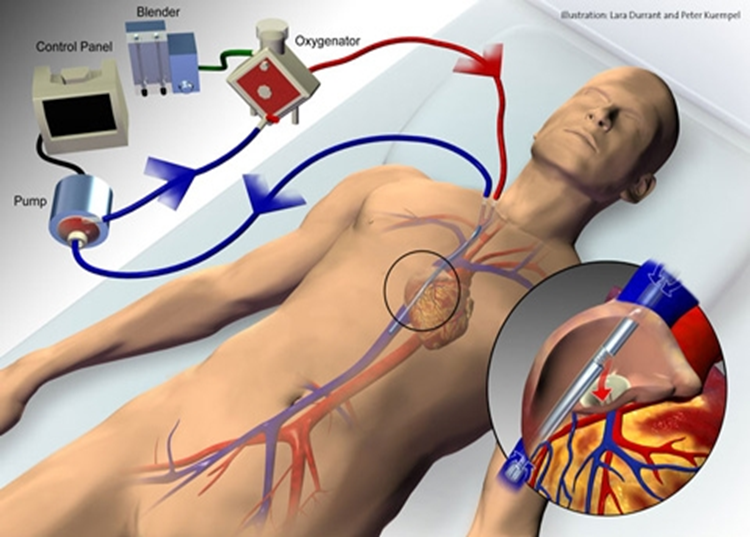 Illustration: Lara Durrant and Peter Kuempel
Blender
Control Panel
Oxygenator
Pump